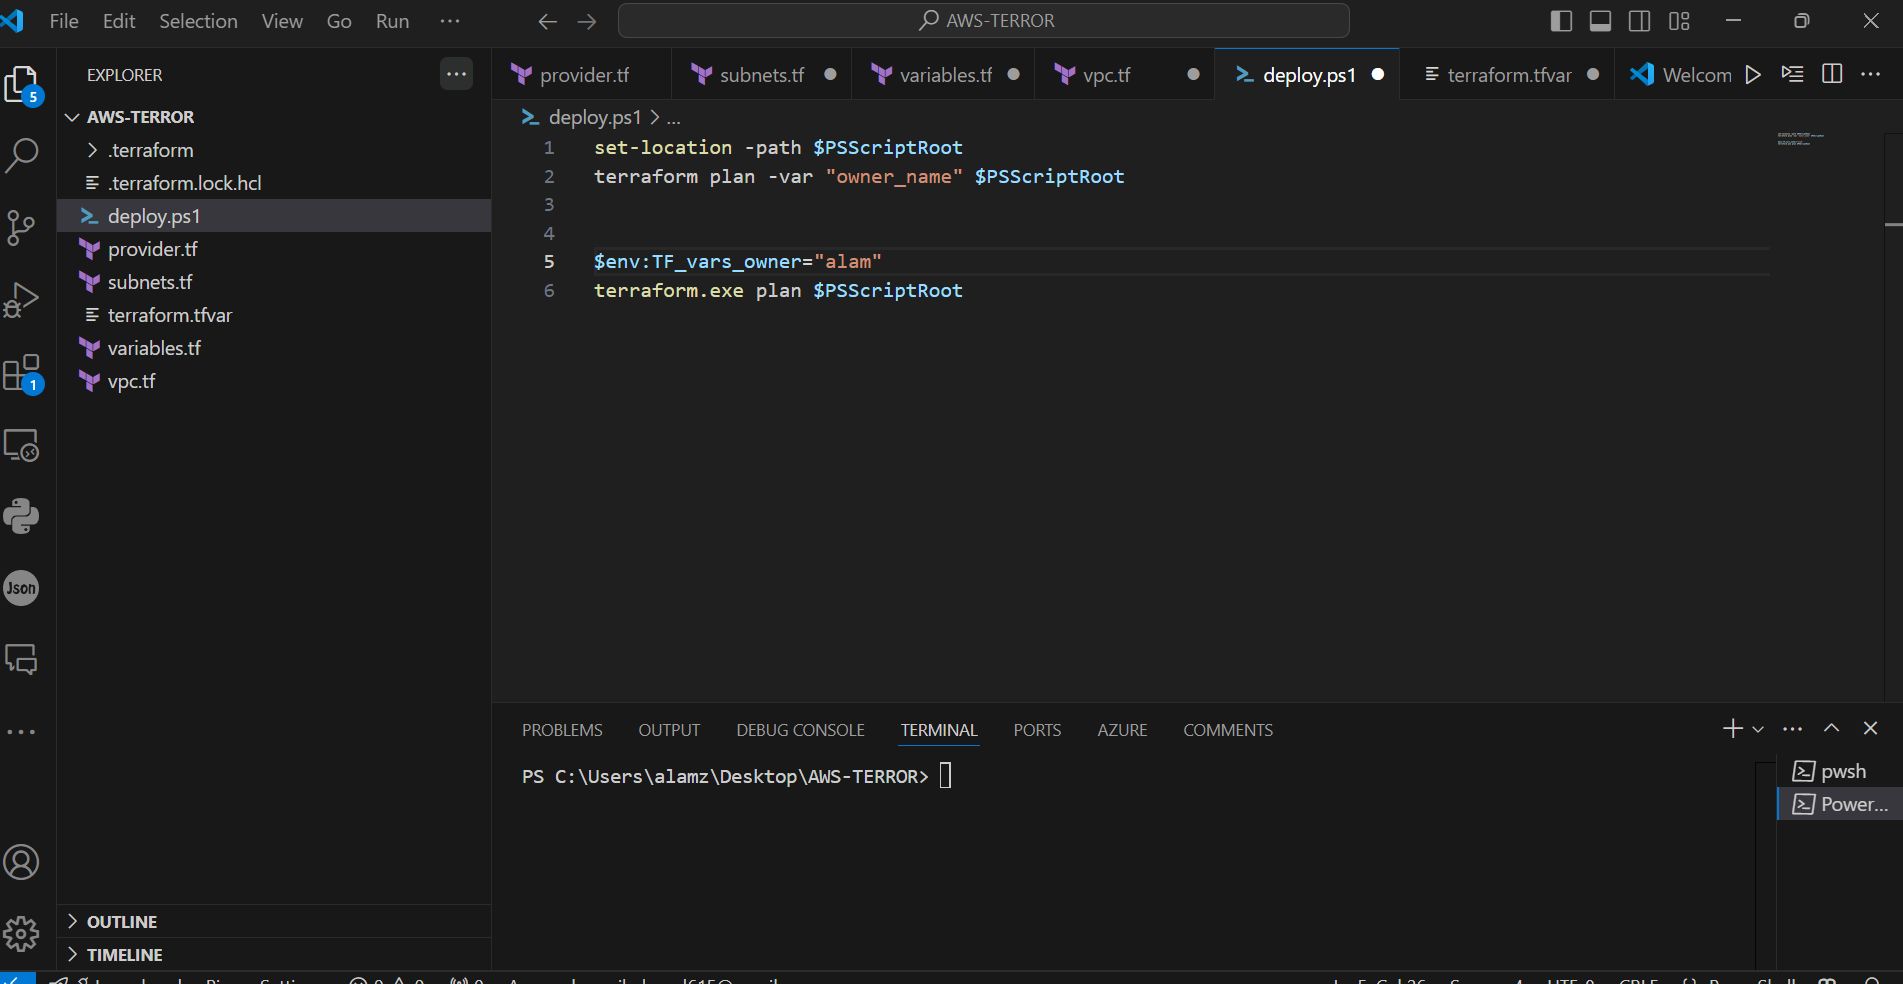 File Edit Selection View Go Run ···
AWS-TERROR
EXPLORER
AWS-TERROR
.terraform
.terraform.lock.hcl
deploy.ps1
provider.tf
subnets.tf
terraform.tfvar
variables.tf
vpc.tf
OUTLINE
TIMELINE
5
1
Json
provider.tf subnets.tf variables.tf vpc.tf deploy.ps1 terraform.tfvar Welcom
deploy.ps1 > ...
1 set-location -path $PSScriptRoot
2 terraform plan -var "owner_name" $PSScriptRoot
3
4
5 $env:TF_vars_owner="alam"
6 terraform.exe plan $PSScriptRoot
PROBLEMS OUTPUT DEBUG CONSOLE TERMINAL PORTS AZURE COMMENTS
PS C:\Users\alamz\Desktop\AWS-TERROR>
pwsh
Power...